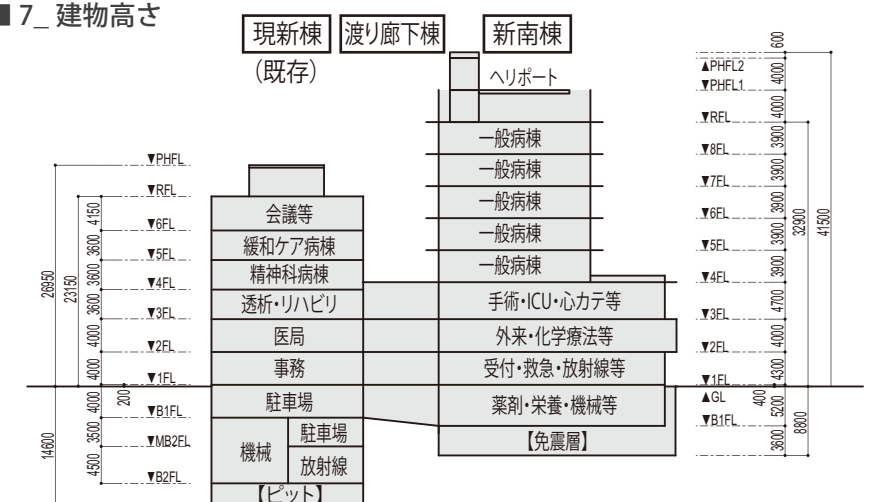 ■ 7_ 建物高さ
現新棟
渡り廊下棟
新南棟
(既存)
ヘリポート
600
▲PHFL2
4000
▼PHFL1
4000
▼RFL
3900
▼8FL
3900
▼7FL
3900
▼6FL
3900
▼5FL
3900
▼4FL
4700
▼3FL
4000
▼2FL
4300
▼1FL
▲GL
400
5200
▼B1FL
3600
8800
32900
41500
一般病棟
一般病棟
一般病棟
一般病棟
一般病棟
手術・ICU・心カテ等
外来・化学療法等
受付・救急・放射線等
薬剤・栄養・機械等
【免震層】
▼PHFL
▼RFL
4150
▼6FL
3600
▼5FL
3600
▼4FL
3600
▼3FL
4000
▼2FL
4000
▼1FL
200
4000
▼B1FL
3500
▼MB2FL
4500
▼B2FL
26950
23150
14600
会議等
緩和ケア病棟
精神科病棟
透析・リハビリ
医局
事務
駐車場
機械
駐車場
放射線
【ピット】